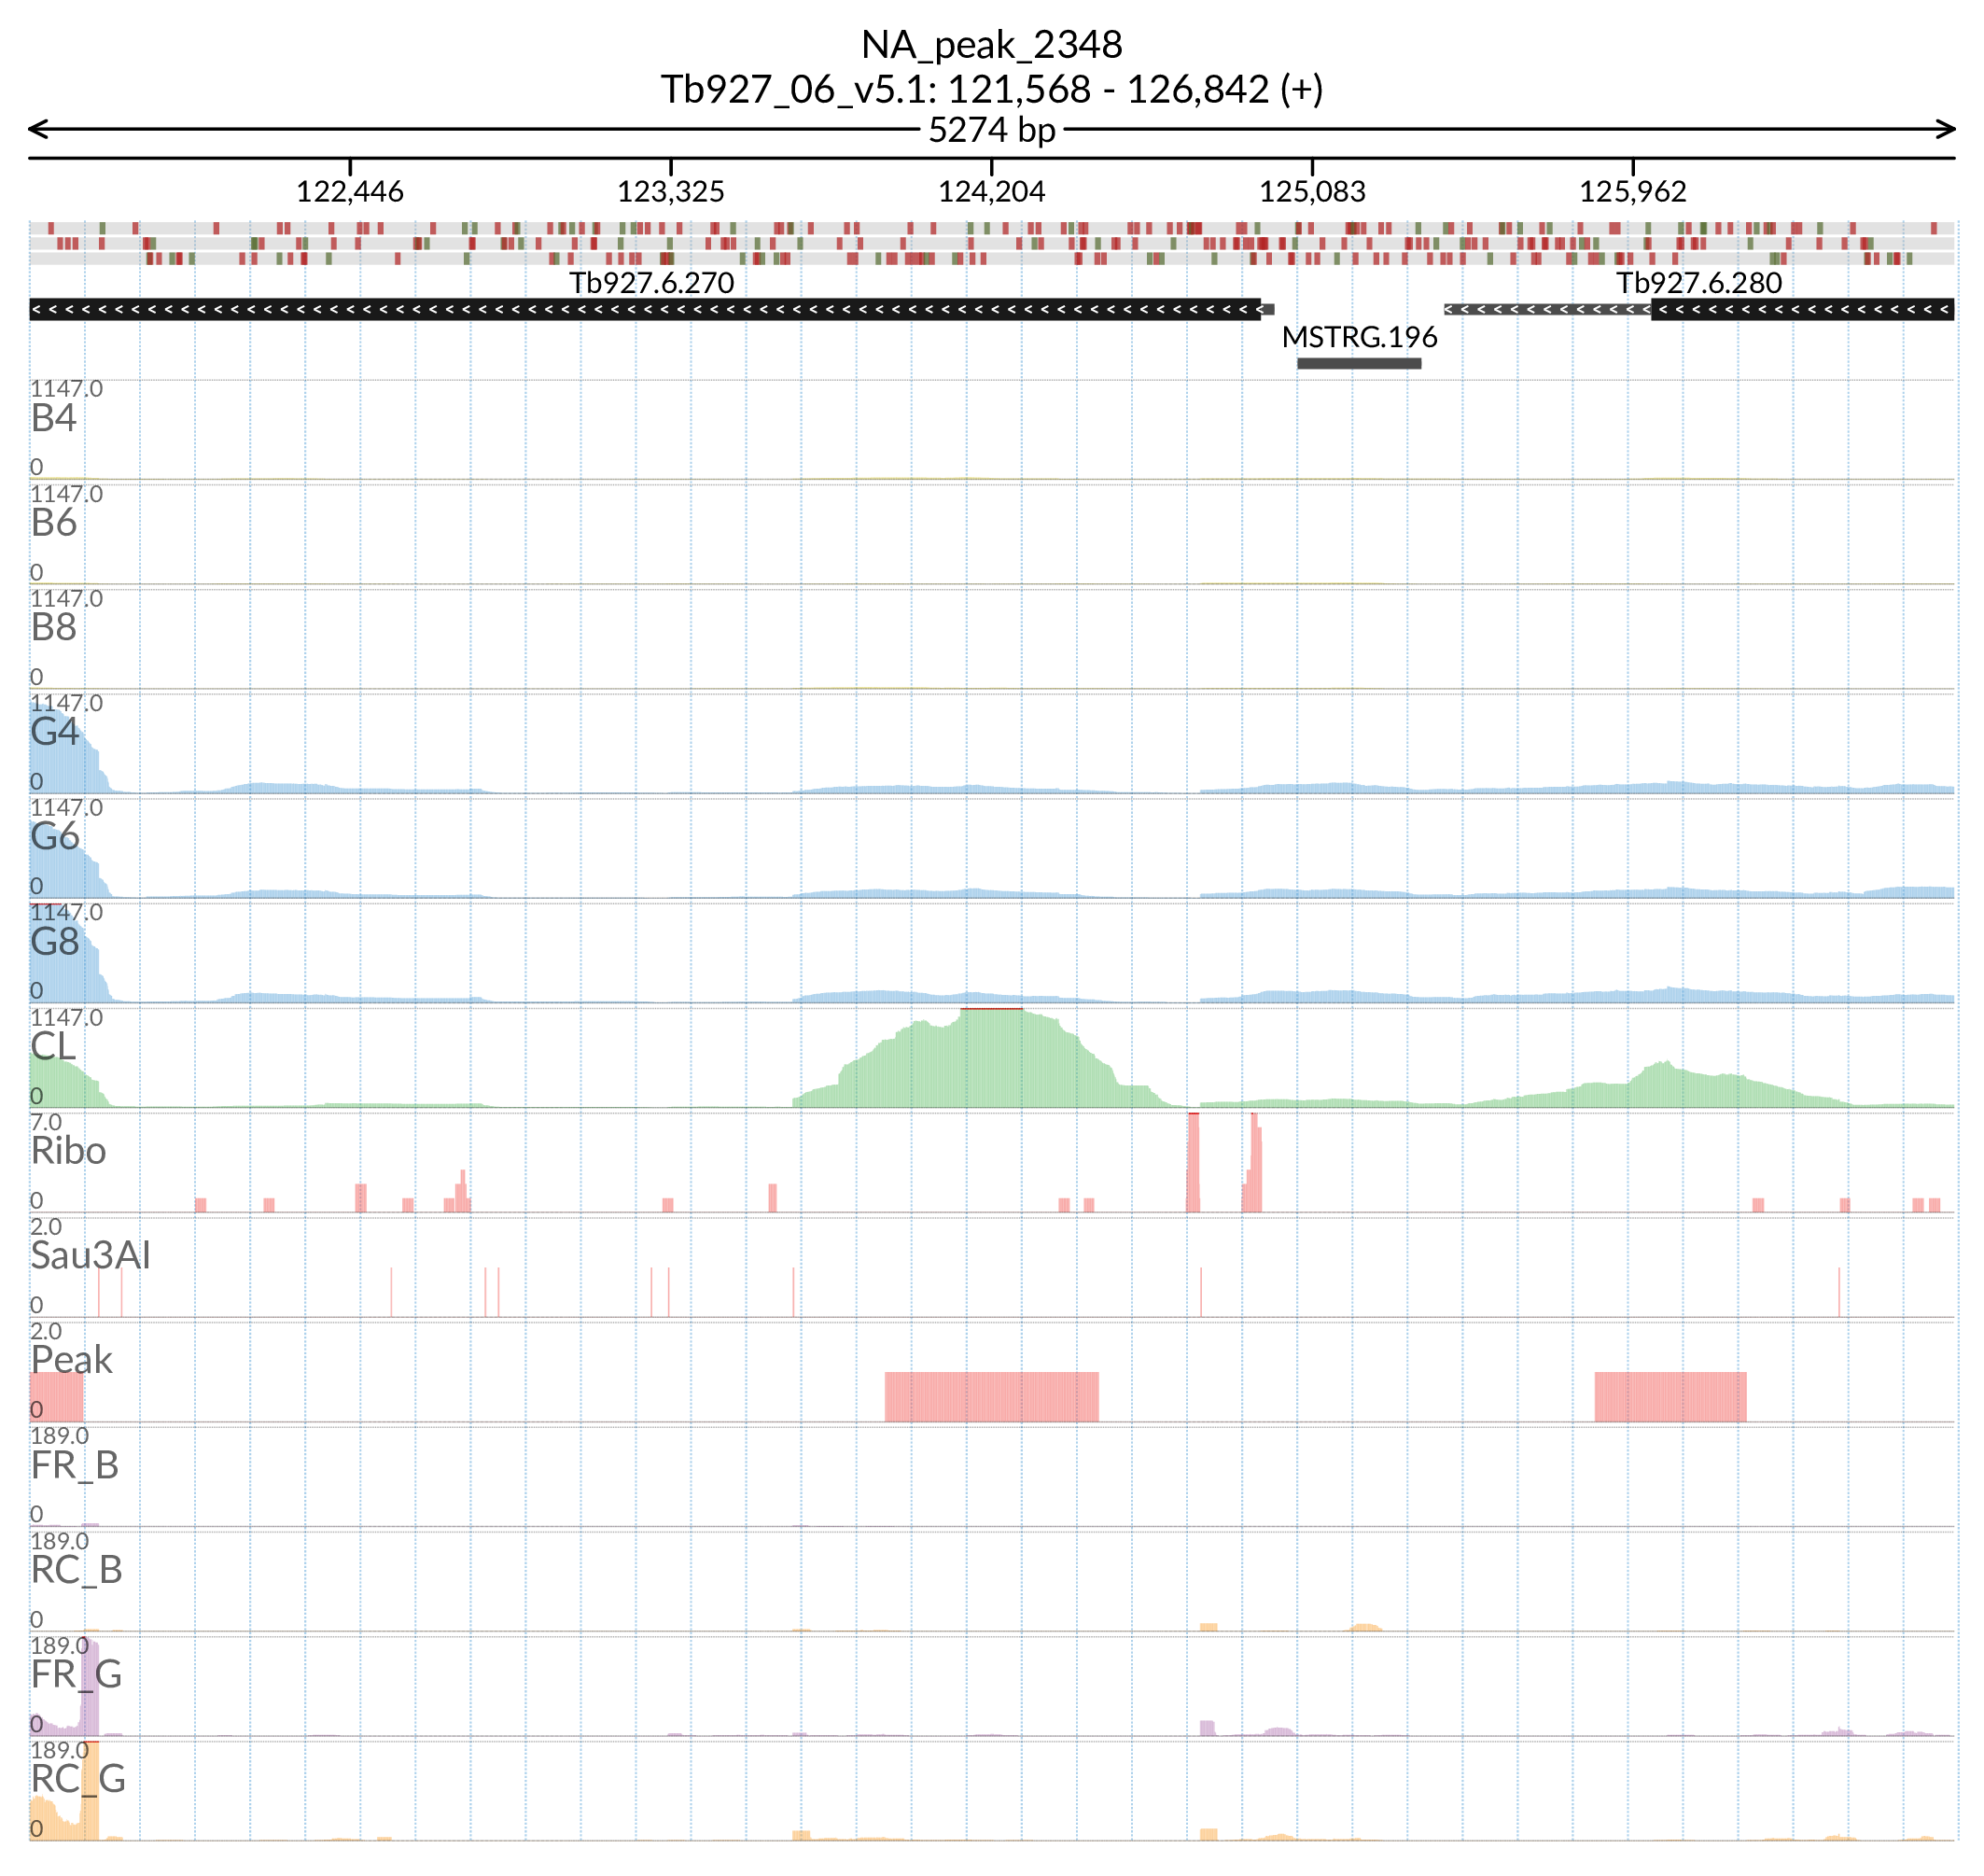 NA_peak_2348
Tb927_06_v5.1: 121,568 - 126,842 (+)
5274 bp
122,446 123,325 124,204 125,083 125,962
Tb927.6.270 Tb927.6.280
MSTRG.196
1147.0
B4
0
1147.0
B6
0
1147.0
B8
0
1147.0
G4
0
1147.0
G6
0
1147.0
G8
0
1147.0
CL
0
7.0
Ribo
0
2.0
Sau3AI
0
2.0
Peak
0
189.0
FR_B
0
189.0
RC_B
0
189.0
FR_G
0
189.0
RC_G
0